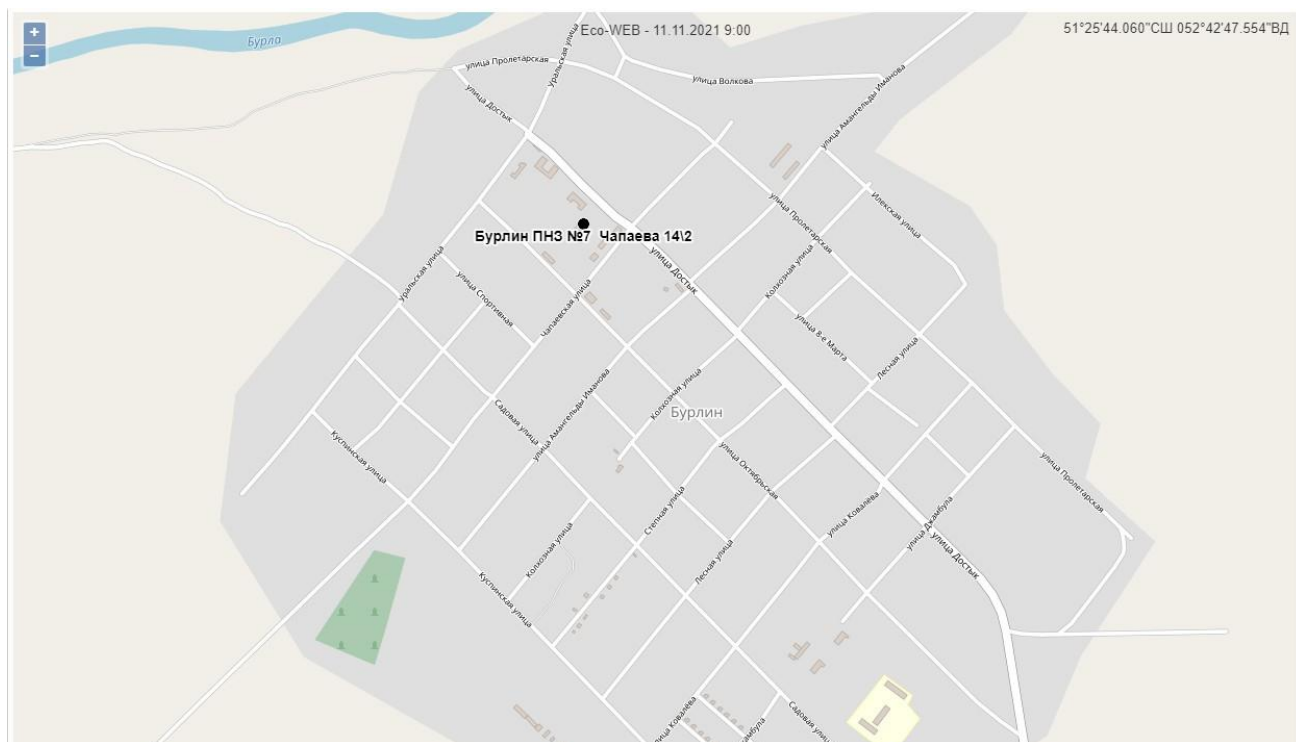 +
Eco-WEB - 11.11.2021 9:00
51°25'44.060"СШ 052°42'47.554"ВД
−
Бурла
Уральская улица
улица Пролетарская
улица Волкова
улица Амангельды Иманова
улица Достык
улица Пролетарская
Илекская улица
Бурлин ПНЗ №7 Чапаева 14\2
Уральская улица
улица Достык
Колхозная улица
улица Спортивная
Чапаевская улица
улица 8-е Марта
Лесная улица
Колхозная улица
улица Амангельды Иманова
Бурлин
Садовая улица
Куспинская улица
улица Октябрьская
улица Пролетарская
Степная улица
улица Ковалёва
улица Джамбула
Колхозная улица
Лесная улица
улица Достык
Куспинская улица
улица Ковалёва
Садовая улица